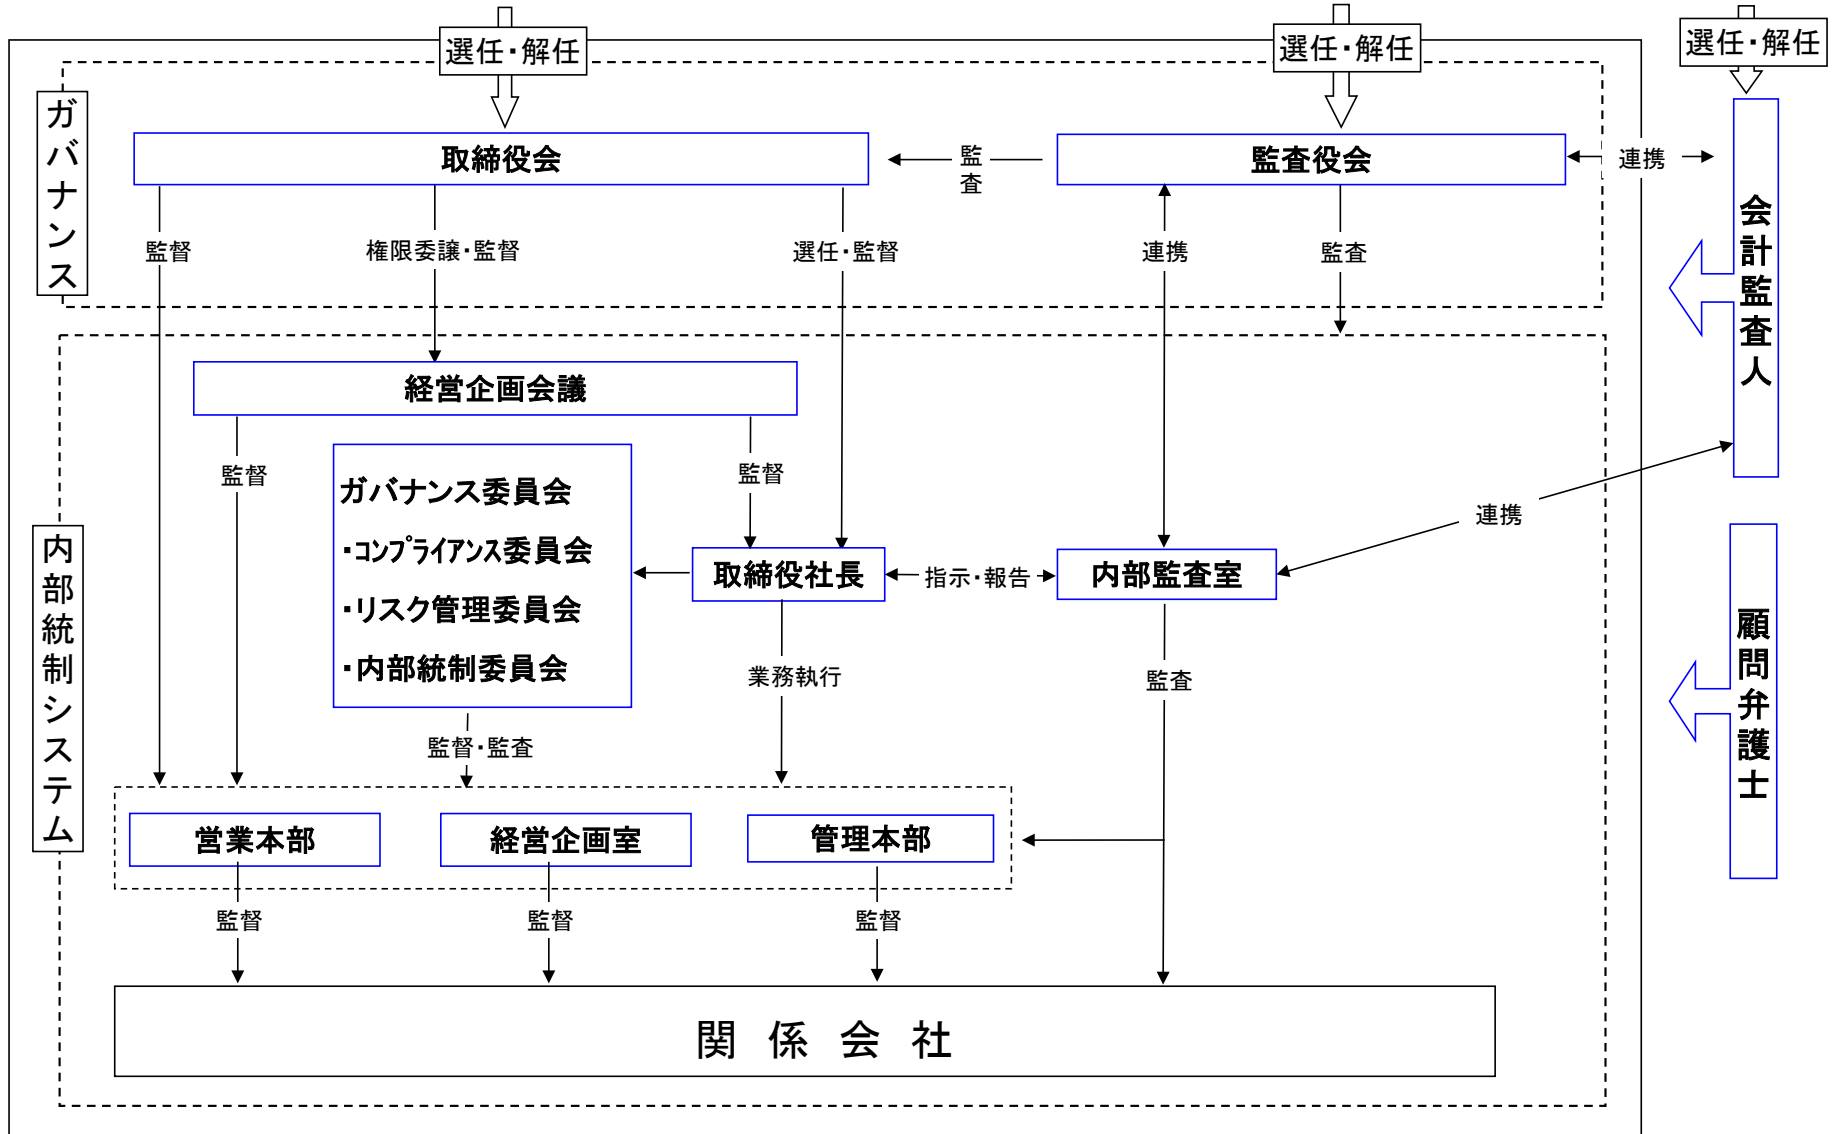 選任・解任
選任・解任
選任・解任
ガバナンス
取締役会
監査
監査役会
連携
会計監査人
監督
権限委譲・監督
選任・監督
連携
監査
経営企画会議
監督
監督
ガバナンス委員会
・コンプライアンス委員会
・リスク管理委員会
・内部統制委員会
取締役社長
指示・報告
内部監査室
連携
内部統制システム
顧問弁護士
業務執行
監査
監督・監査
営業本部
経営企画室
管理本部
監督
監督
監督
関係会社